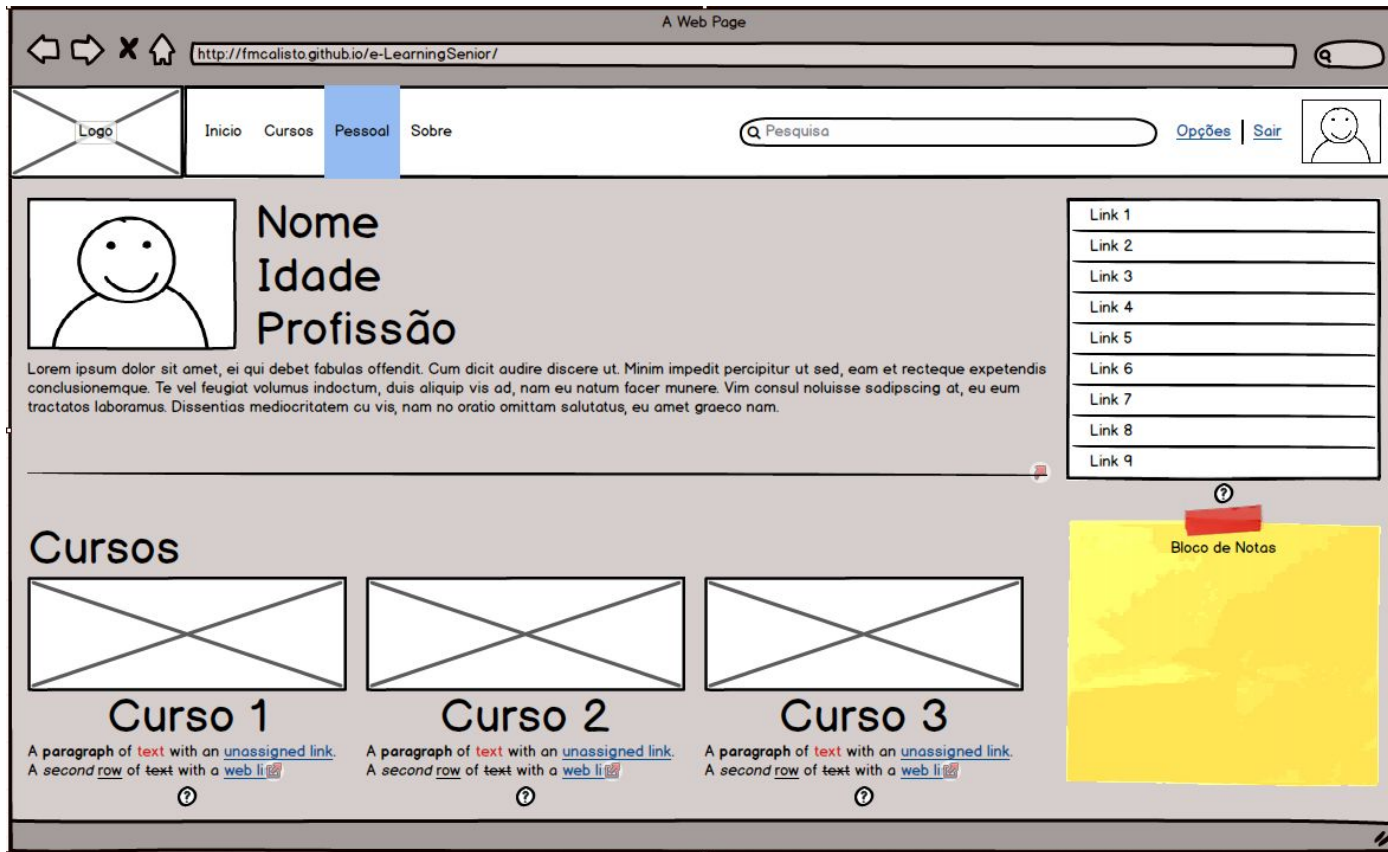 A Web Page
http://fmcalisto.github.io/e-LearningSenior/
Logo
Inicio Cursos Pessoal Sobre
Pesquisa
Opções | Sair
Nome
Idade
Profissão
Lorem ipsum dolor sit amet, ei qui debet fabulas offendit. Cum dicit audire discere ut. Minim impedit percipitur ut sed, eam et recteque expetendis
conclusionemque. Te vel feugiat volumus indoctum, duis aliquip vis ad, nam eu natum facer munere. Vim consul noluisse sadipscing at, eu eum
tractatos laboramus. Dissentias mediocritatem cu vis, nam no oratio omittam salutatus, eu amet graeco nam.
Link 1
Link 2
Link 3
Link 4
Link 5
Link 6
Link 7
Link 8
Link 9
?
Bloco de Notas
Cursos
Curso 1
A paragraph of text with an unassigned link.
A second row of text with a web li
?
Curso 2
A paragraph of text with an unassigned link.
A second row of text with a web li
?
Curso 3
A paragraph of text with an unassigned link.
A second row of text with a web li
?